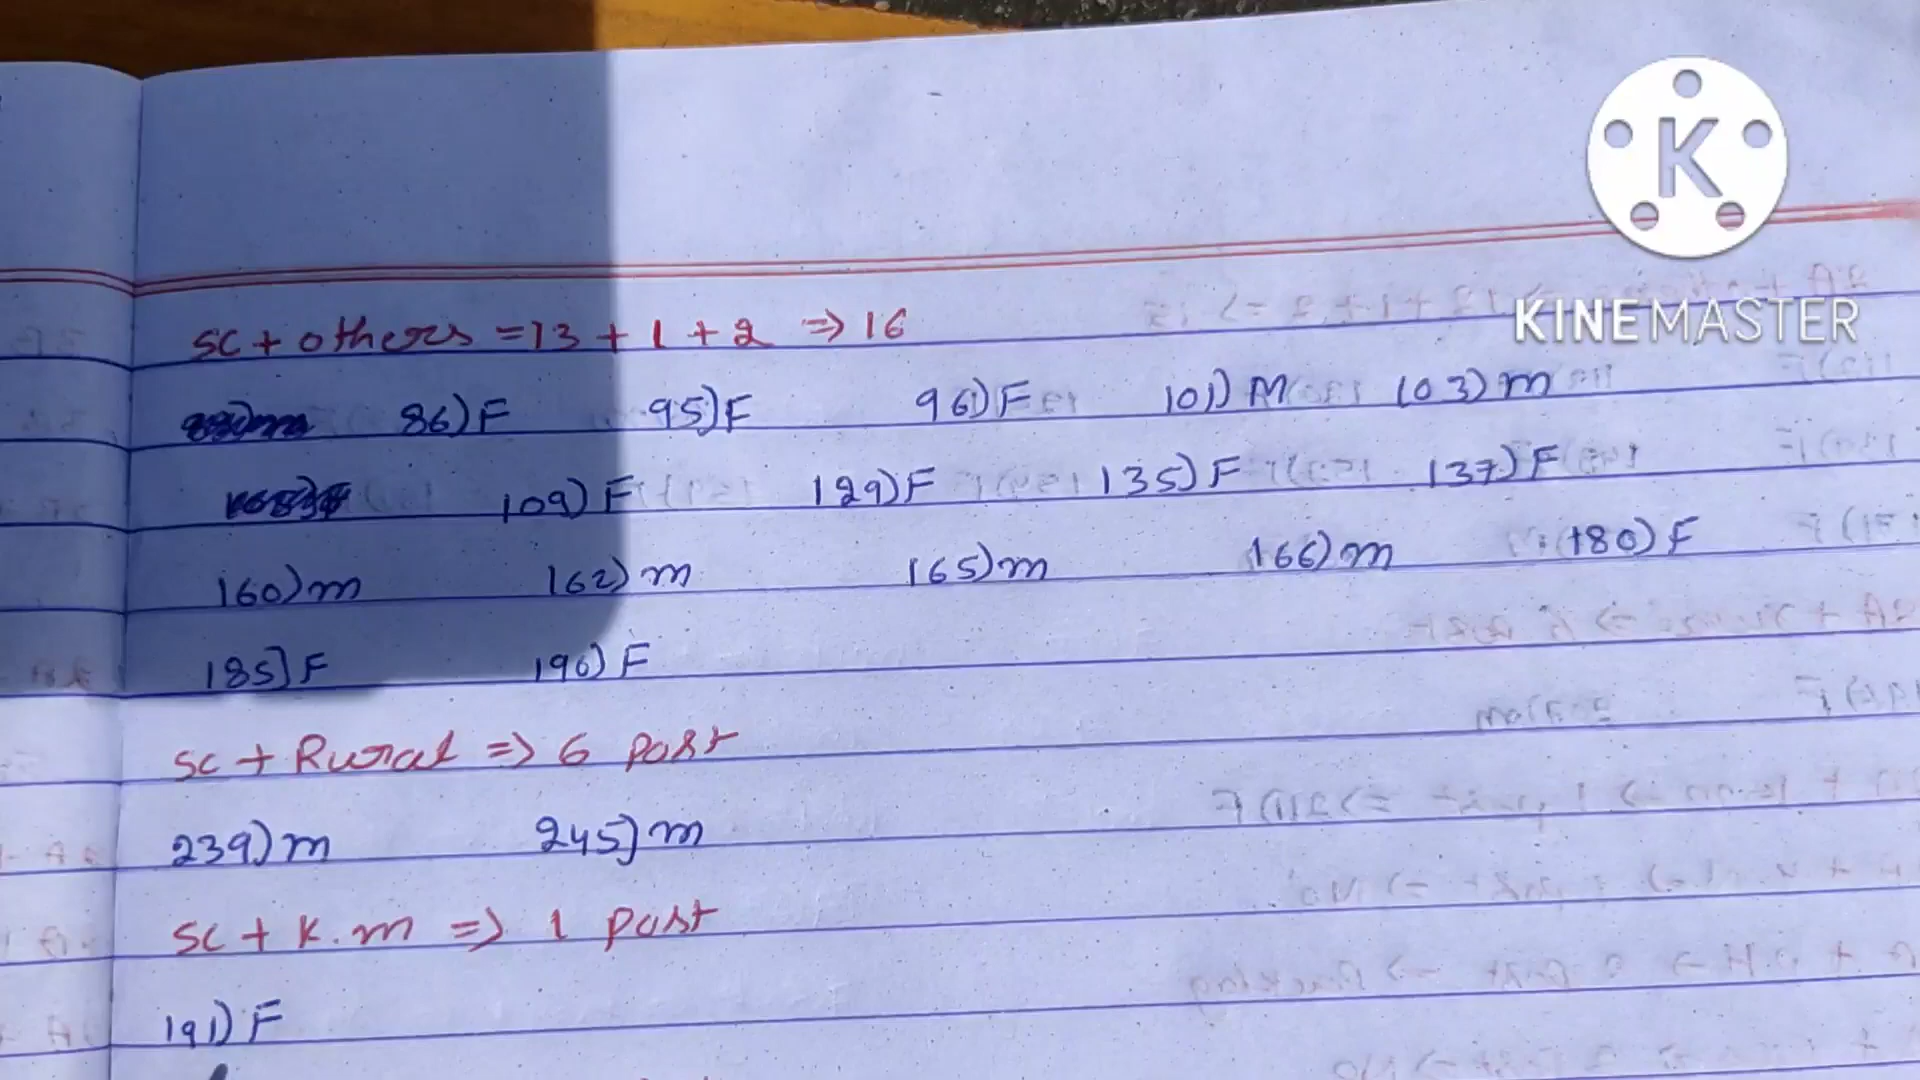 KINEMASTER
SC + others = 13 + 1 + 2 => 16
86) F 95) F 96) F 101) M 103) m
109) F 129) F 135) F 137) F
160) m 162) m 165) m 166) m 180) F
185) F 190) F
SC + Rural => 6 post
239) m 245) m
SC + K.m => 1 post
191) F